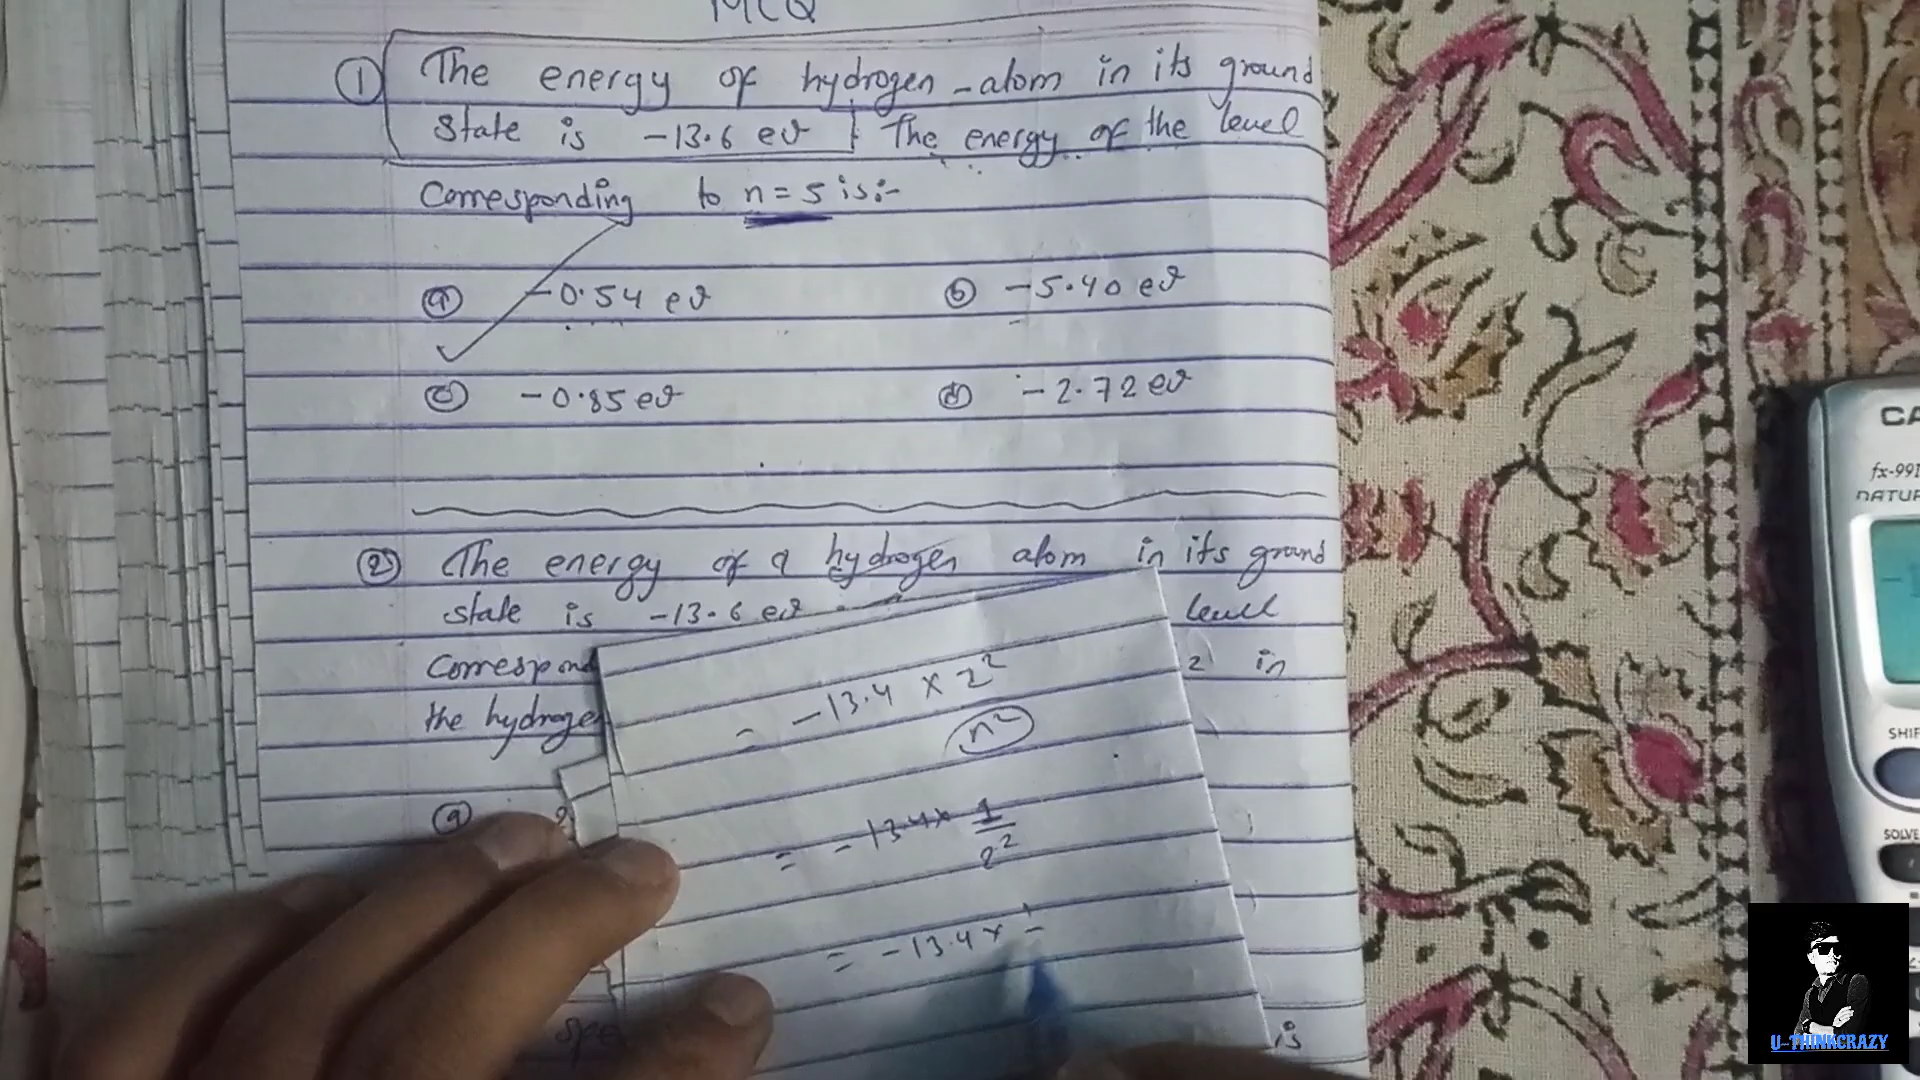 MCQ
① The energy of hydrogen-atom in its ground
state is -13.6 ev. The energy of the level
Corresponding to n=5 is:-
ⓐ -0.54 ev ⓑ -5.40 ev
ⓒ -0.85 ev ⓓ -2.72 ev
② The energy of a hydrogen atom in its ground
state is -13.6 ev level
2 in
the
= -13.4 × Z²
n²
= -13.4× 1
2²
= -13.4×
ⓐ
is
CA
fx-991
NATUR
SHIF
SOLVE
U-THINKCRAZY